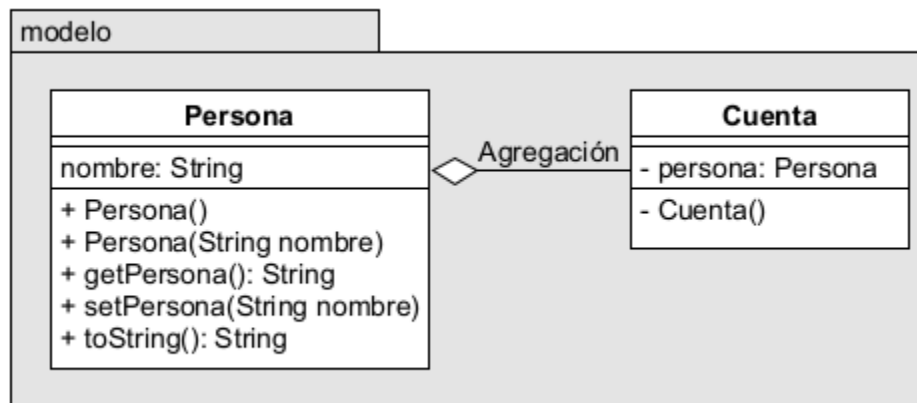 modelo
Persona
nombre: String
+ Persona()
+ Persona(String nombre)
+ getPersona(): String
+ setPersona(String nombre)
+ toString(): String
Agregación
Cuenta
- persona: Persona
- Cuenta()